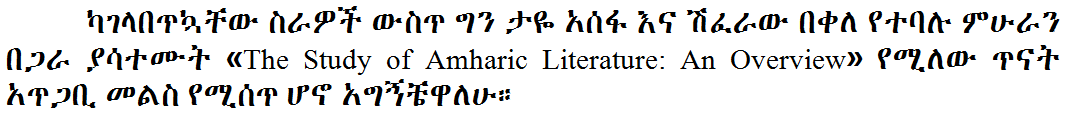 ካገላበጥኳቸው ስራዎች ውስጥ ግን ታዬ አሰፋ እና ሽፈራው በቀለ የተባሉ ምሁራን
በጋራ ያሳተሙት «The Study of Amharic Literature: An Overview» የሚለው ጥናት
አጥጋቢ መልስ የሚሰጥ ሆኖ አግኝቼዋለሁ።